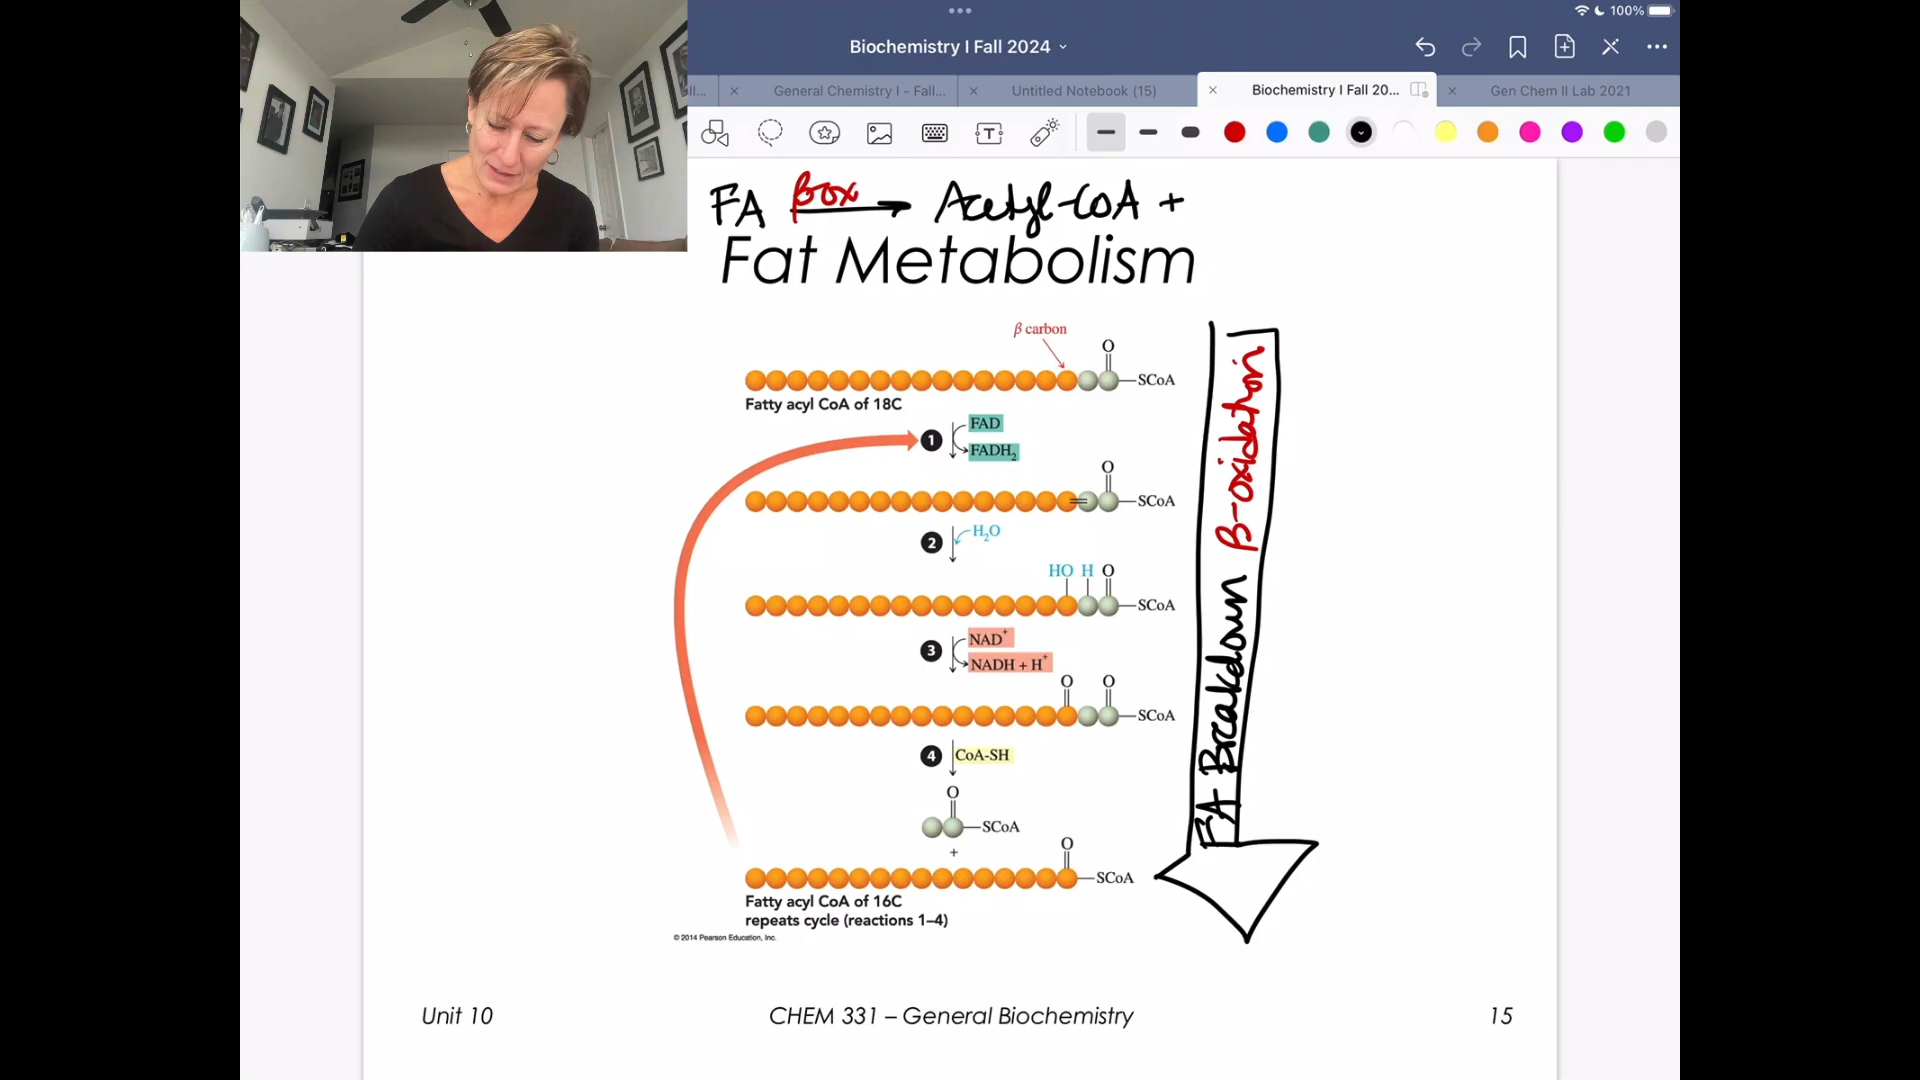 100%
Biochemistry I Fall 2024
General Chemistry I - Fall...
Untitled Notebook (15)
Biochemistry I Fall 20...
Gen Chem II Lab 2021
T
FA βox Acetyl-CoA +
Fat Metabolism
β carbon
O
SCoA
Fatty acyl CoA of 18C
1
FAD
FADH₂
O
SCoA
2
H₂O
HO H O
SCoA
3
NAD⁺
NADH + H⁺
O O
SCoA
4
CoA-SH
O
SCoA
+
O
SCoA
Fatty acyl CoA of 16C
repeats cycle (reactions 1–4)
© 2014 Pearson Education, Inc.
FA Breakdown β-oxidation
Unit 10
CHEM 331 – General Biochemistry
15